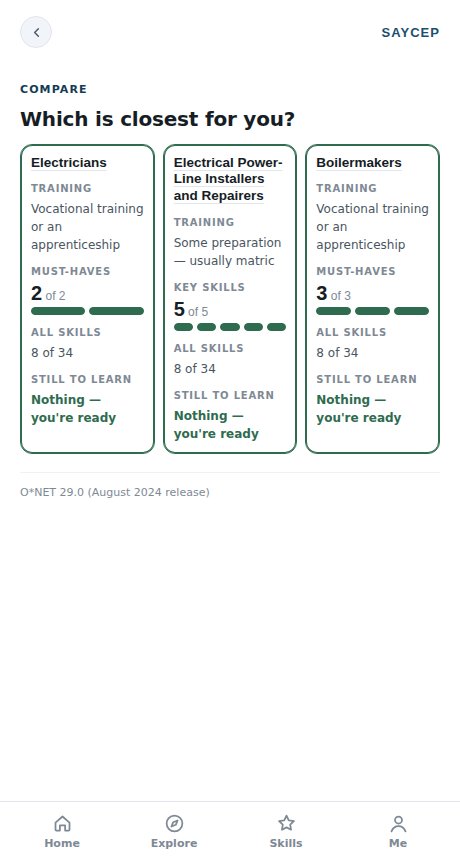 SAYCEP
COMPARE
Which is closest for you?
Electricians
TRAINING
Vocational training
or an
apprenticeship
MUST-HAVES
2 of 2
ALL SKILLS
8 of 34
STILL TO LEARN
Nothing —
you're ready
Electrical Power-
Line Installers
and Repairers
TRAINING
Some preparation
— usually matric
KEY SKILLS
5 of 5
ALL SKILLS
8 of 34
STILL TO LEARN
Nothing —
you're ready
Boilermakers
TRAINING
Vocational training
or an
apprenticeship
MUST-HAVES
3 of 3
ALL SKILLS
8 of 34
STILL TO LEARN
Nothing —
you're ready
O*NET 29.0 (August 2024 release)
Home
Explore
Skills
Me